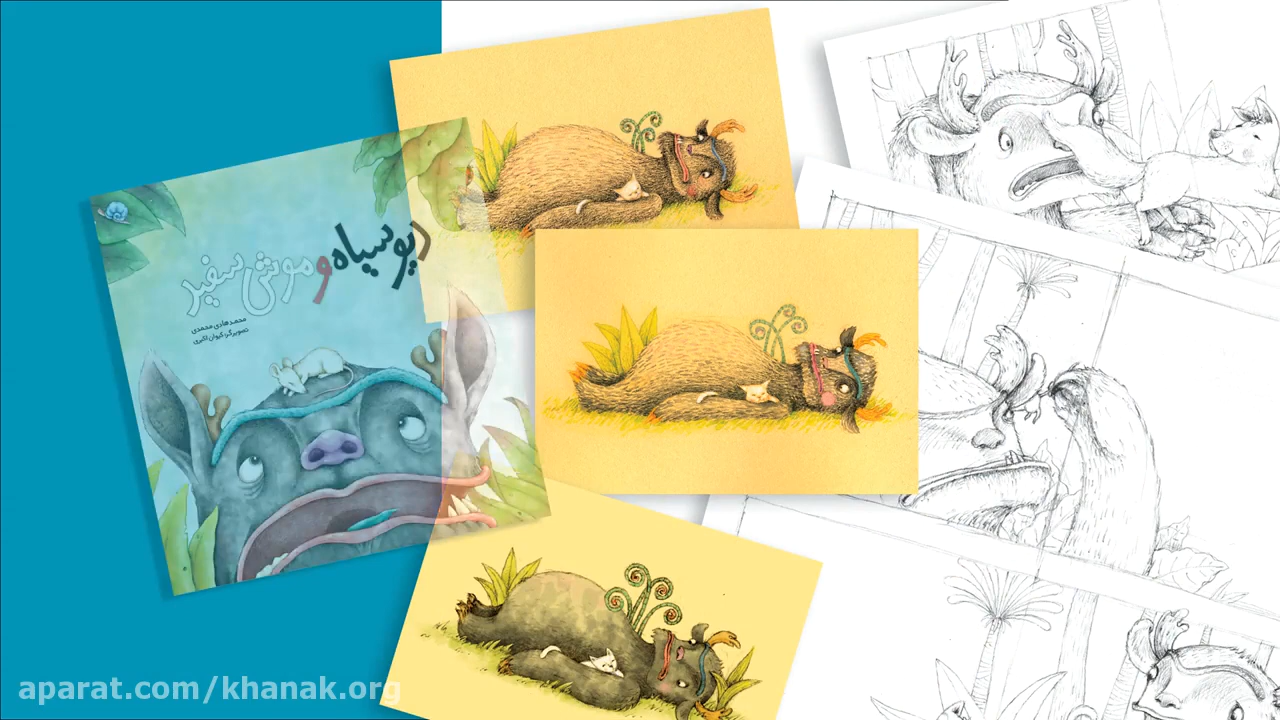 دیو سیاه و موش سفید
محمدهادی محمدی
تصویرگر: کیوان اکبری
aparat.com/khanak.org